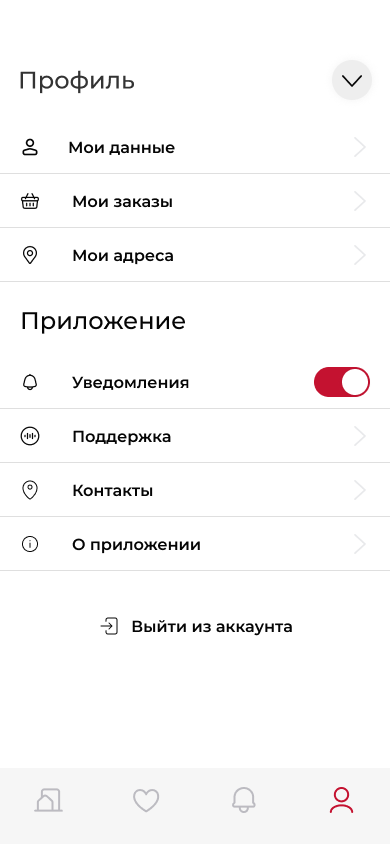 Профиль
Мои данные
Мои заказы
Мои адреса
Приложение
Уведомления
Поддержка
Контакты
О приложении
Выйти из аккаунта